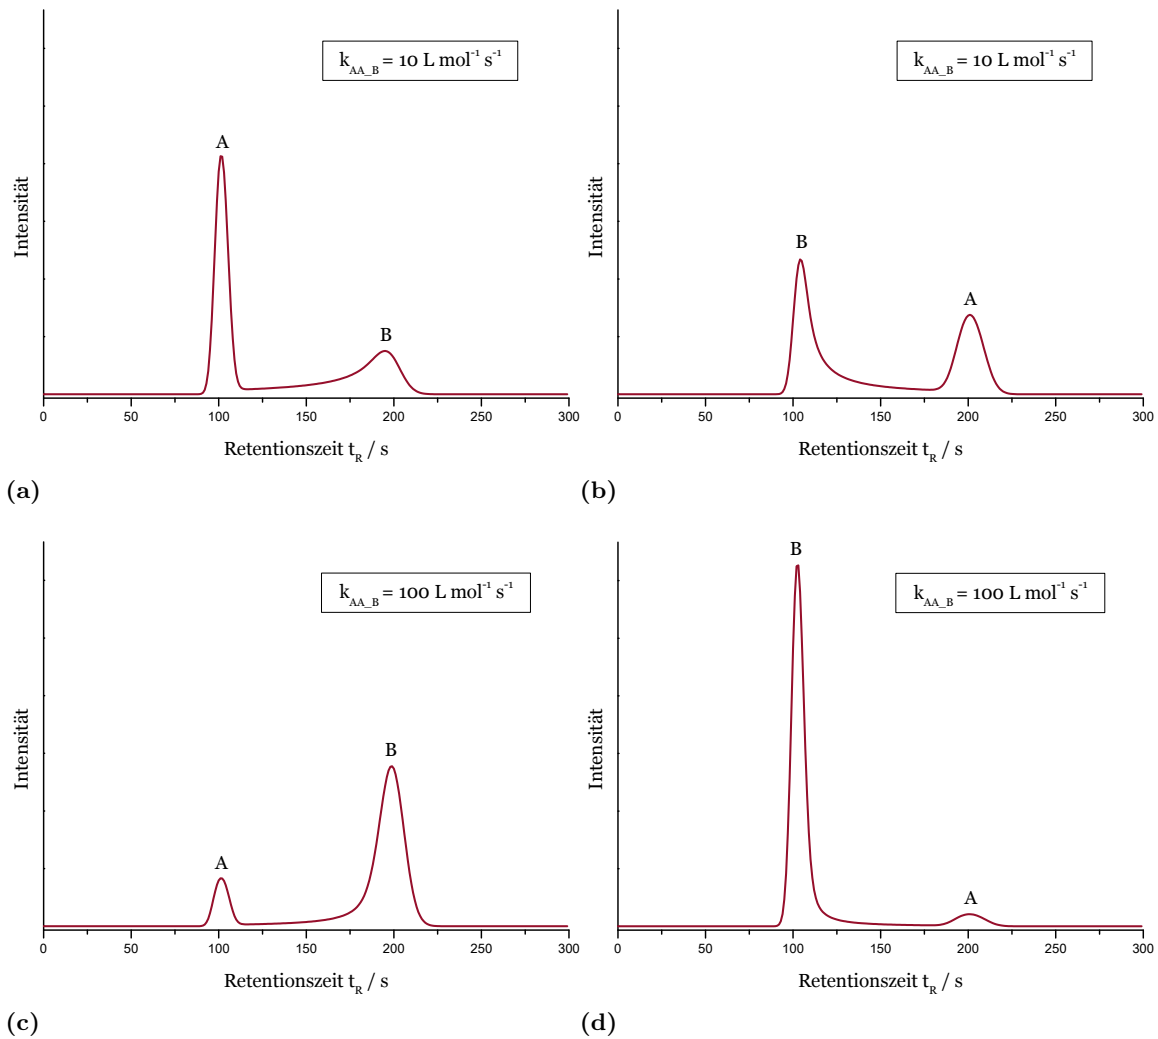 k_AA_B = 10 L mol⁻¹ s⁻¹
A
B
Intensität
0 50 100 150 200 250 300
Retentionszeit t_R / s
(a)
k_AA_B = 10 L mol⁻¹ s⁻¹
B
A
Intensität
0 50 100 150 200 250 300
Retentionszeit t_R / s
(b)
k_AA_B = 100 L mol⁻¹ s⁻¹
B
A
Intensität
0 50 100 150 200 250 300
Retentionszeit t_R / s
(c)
B
k_AA_B = 100 L mol⁻¹ s⁻¹
A
Intensität
0 50 100 150 200 250 300
Retentionszeit t_R / s
(d)